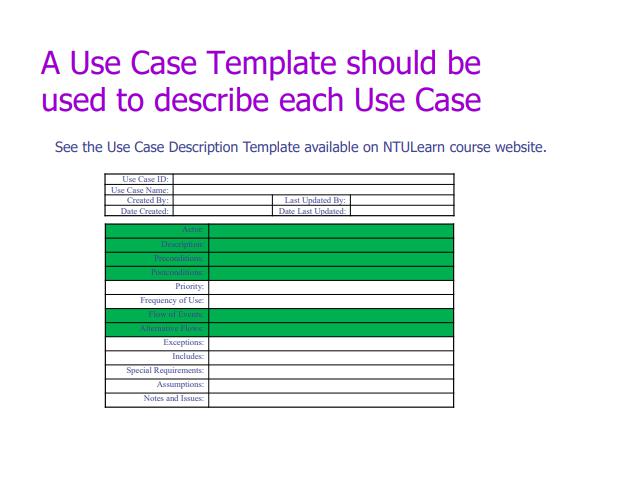 A Use Case Template should be
used to describe each Use Case
See the Use Case Description Template available on NTULearn course website.
Use Case ID:
Use Case Name:
Created By: Last Updated By:
Date Created: Date Last Updated:
Actor:
Description:
Preconditions:
Postconditions:
Priority:
Frequency of Use:
Flow of Events:
Alternative Flows:
Exceptions:
Includes:
Special Requirements:
Assumptions:
Notes and Issues: